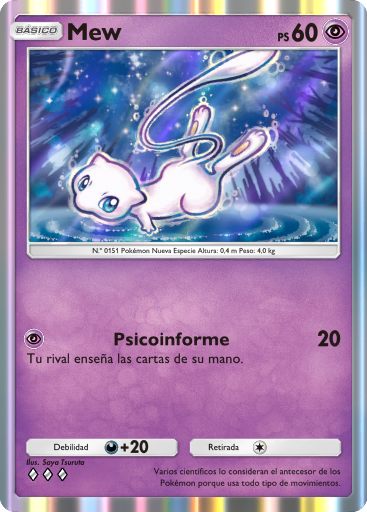 BÁSICO Mew PS 60
N.º 0151 Pokémon Nueva Especie Altura: 0,4 m Peso: 4,0 kg
Psicoinforme 20
Tu rival enseña las cartas de su mano.
Debilidad +20 Retirada
Ilus. Saya Tsuruta
Varios científicos lo consideran el antecesor de los
Pokémon porque usa todo tipo de movimientos.